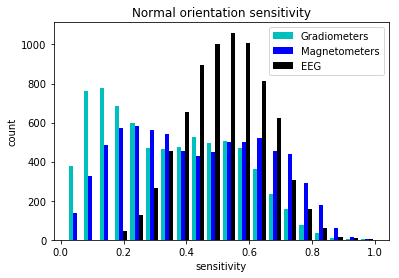 Normal orientation sensitivity
Gradiometers
Magnetometers
EEG
1000
800
600
400
200
0
count
0.0 0.2 0.4 0.6 0.8 1.0
sensitivity